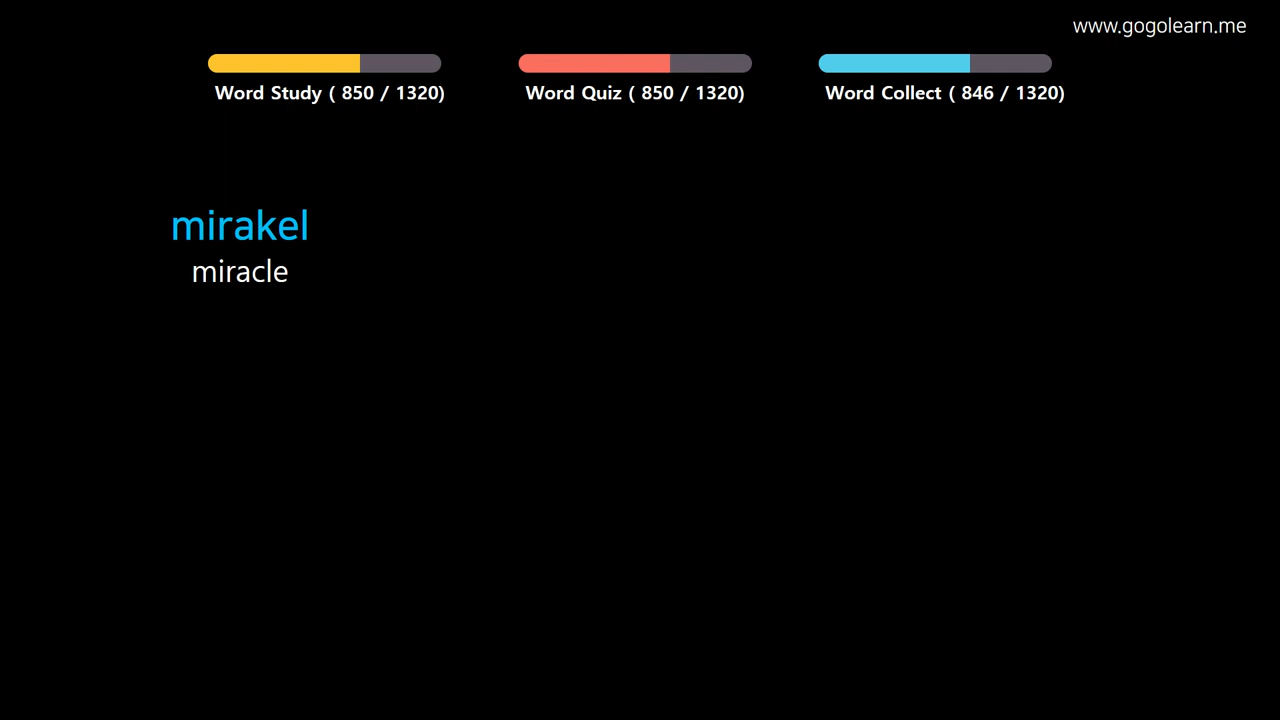 www.gogolearn.me
Word Study ( 850 / 1320)
Word Quiz ( 850 / 1320)
Word Collect ( 846 / 1320)
mirakel
miracle